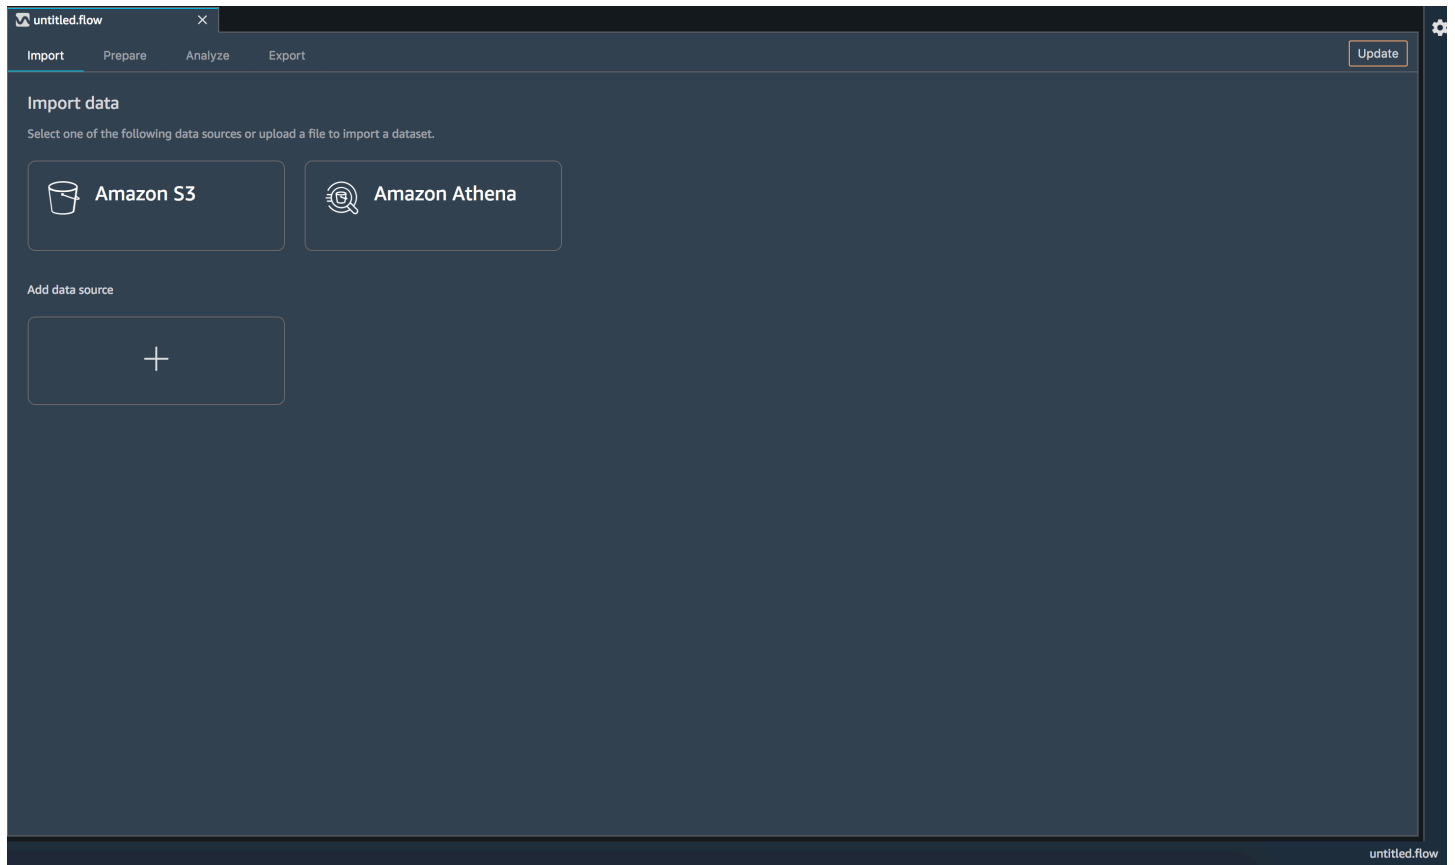 untitled.flow
Import Prepare Analyze Export Update
Import data
Select one of the following data sources or upload a file to import a dataset.
Amazon S3 Amazon Athena
Add data source
untitled.flow